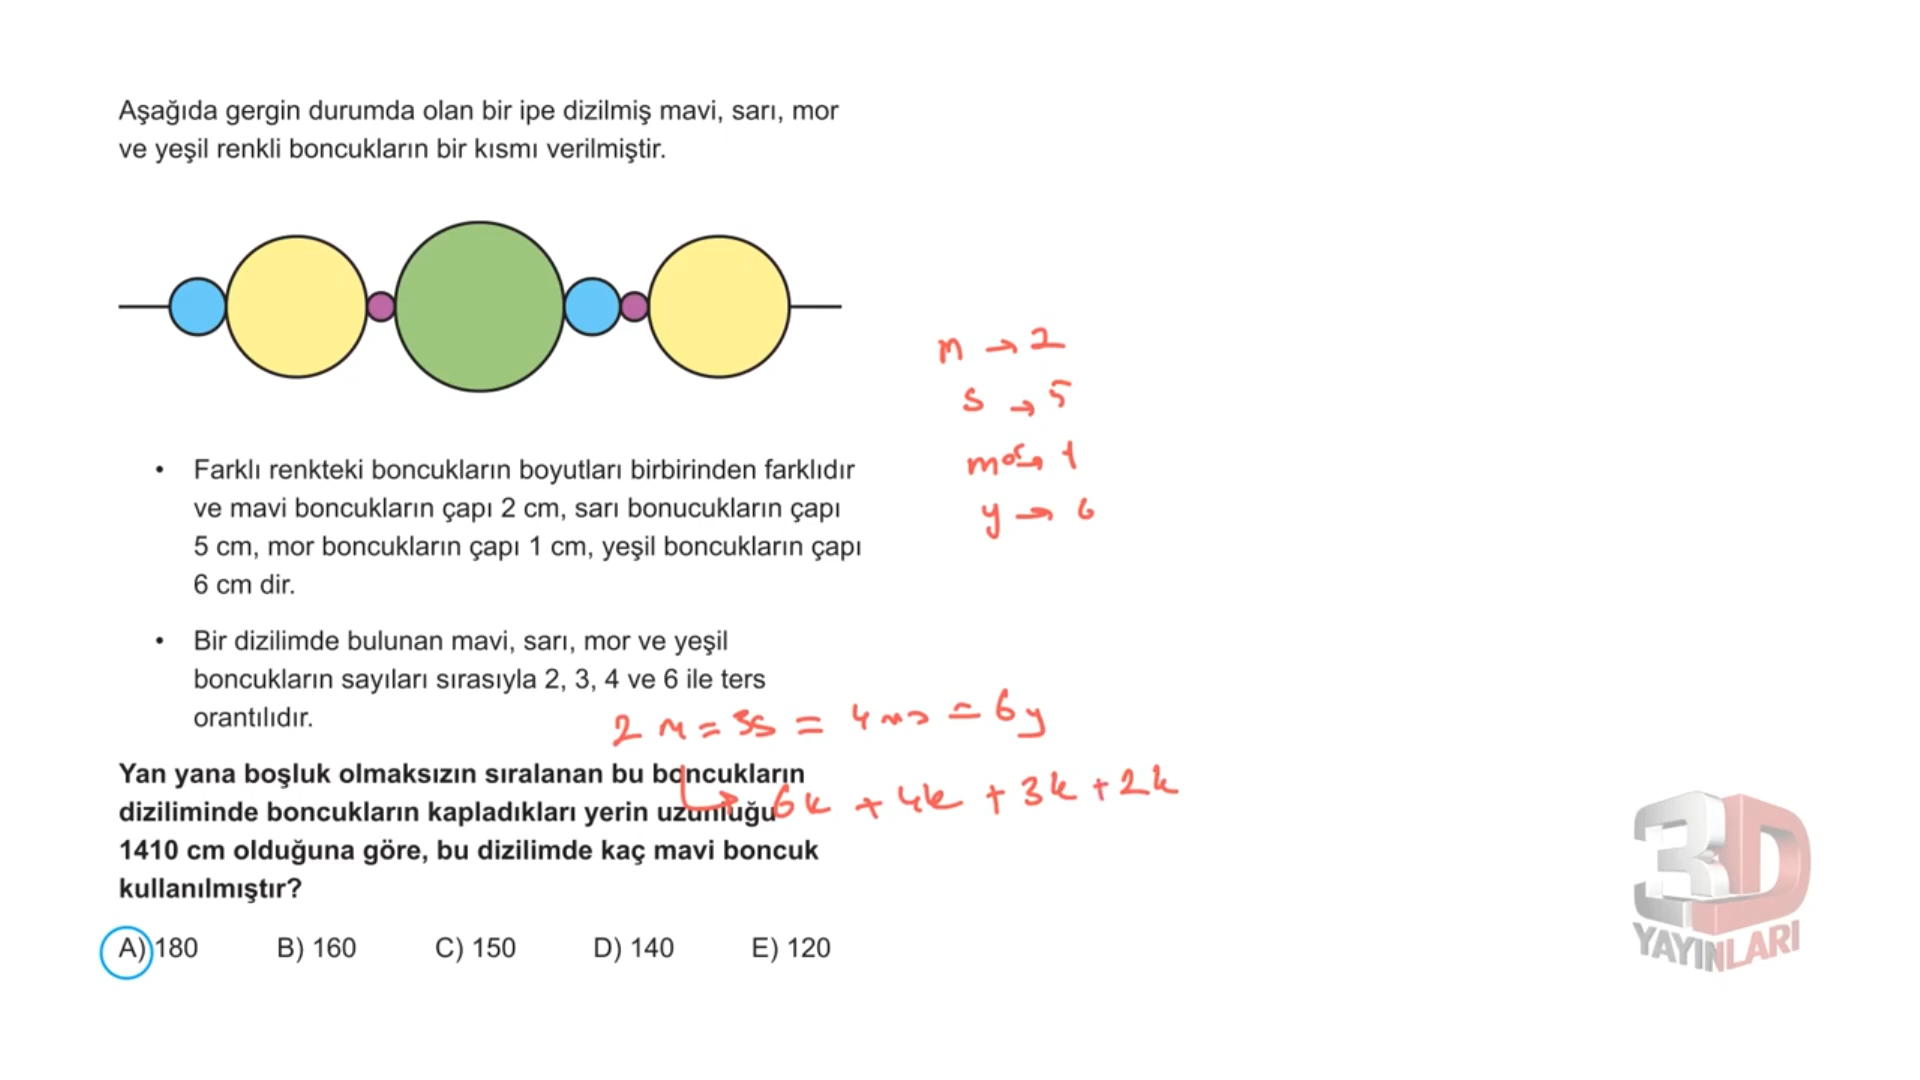 Aşağıda gergin durumda olan bir ipe dizilmiş mavi, sarı, mor
ve yeşil renkli boncukların bir kısmı verilmiştir.
m → 2
s → 5
mor → 1
y → 6
• Farklı renkteki boncukların boyutları birbirinden farklıdır
ve mavi boncukların çapı 2 cm, sarı bonucukların çapı
5 cm, mor boncukların çapı 1 cm, yeşil boncukların çapı
6 cm dir.
• Bir dizilimde bulunan mavi, sarı, mor ve yeşil
boncukların sayıları sırasıyla 2, 3, 4 ve 6 ile ters
orantılıdır.
2m = 3s = 4mo = 6y
Yan yana boşluk olmaksızın sıralanan bu boncukların
diziliminde boncukların kapladıkları yerin uzunluğu
6k + 4k + 3k + 2k
1410 cm olduğuna göre, bu dizilimde kaç mavi boncuk
kullanılmıştır?
A) 180 B) 160 C) 150 D) 140 E) 120
3D
YAYINLARI